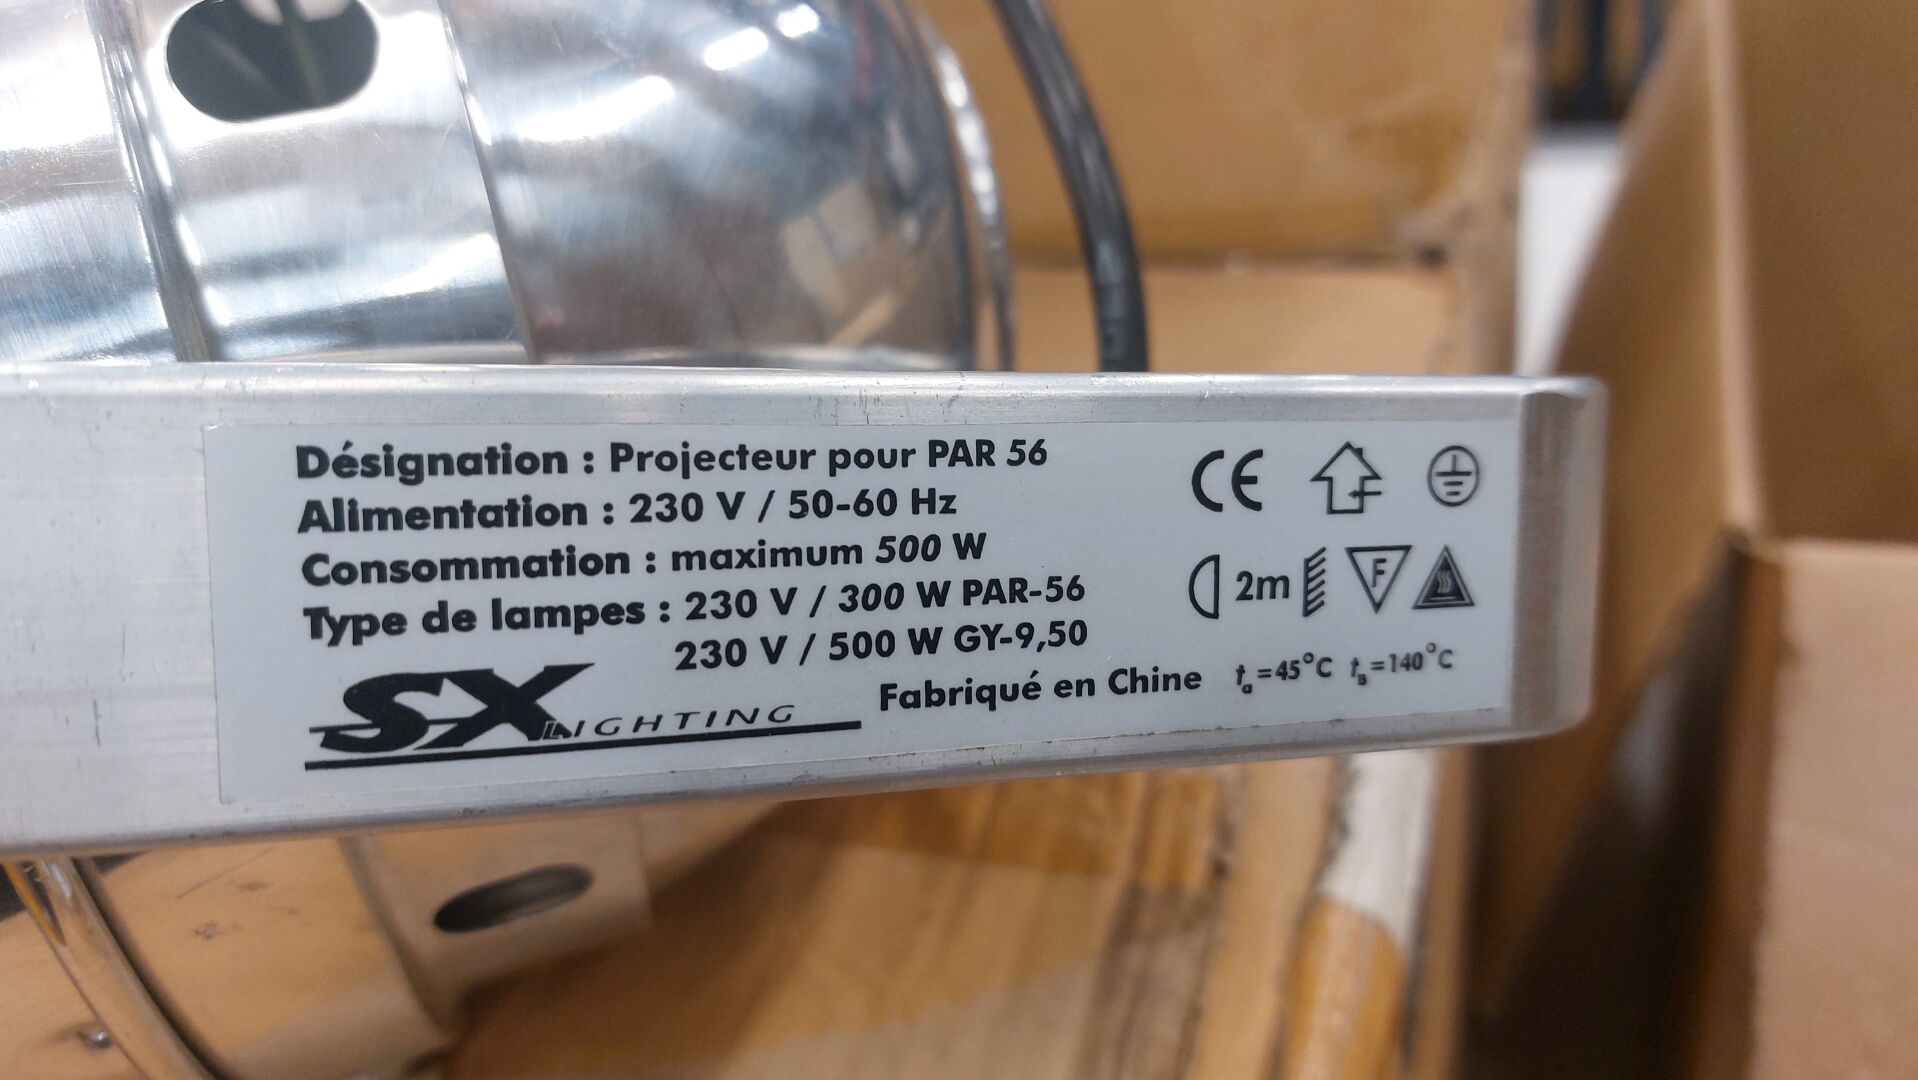 Désignation : Projecteur pour PAR 56
Alimentation : 230 V / 50-60 Hz
Consommation : maximum 500 W
Type de lampes : 230 V / 300 W PAR-56
230 V / 500 W GY-9,50
SX LIGHTING
Fabriqué en Chine
CE
2m
F
ta=45°C tB=140°C